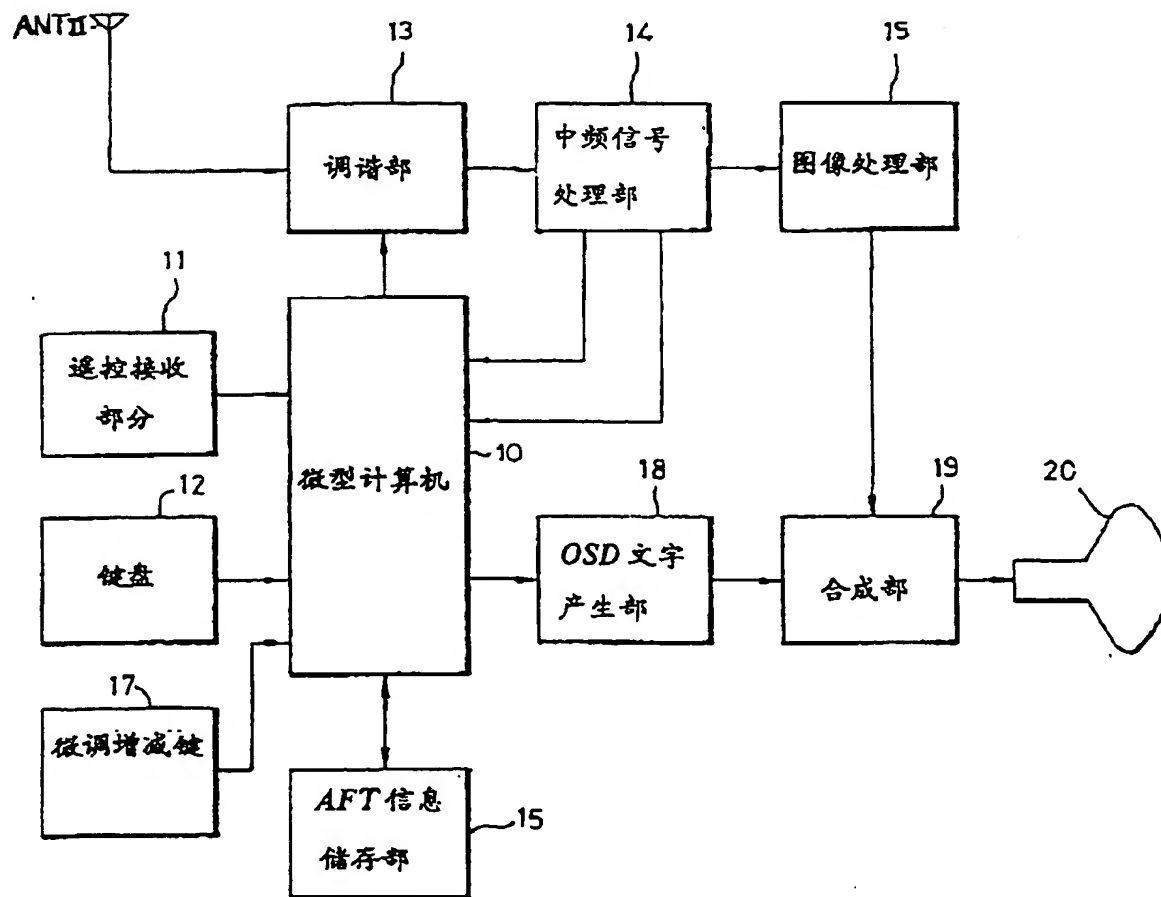 ANTII
13
14
15
调谐部
中频信号
处理部
图像处理部
11
遥控接收
部分
微型计算机
10
12
键盘
18
OSD文字
产生部
19
合成部
20
17
微调增减键
AFT信息
储存部
15